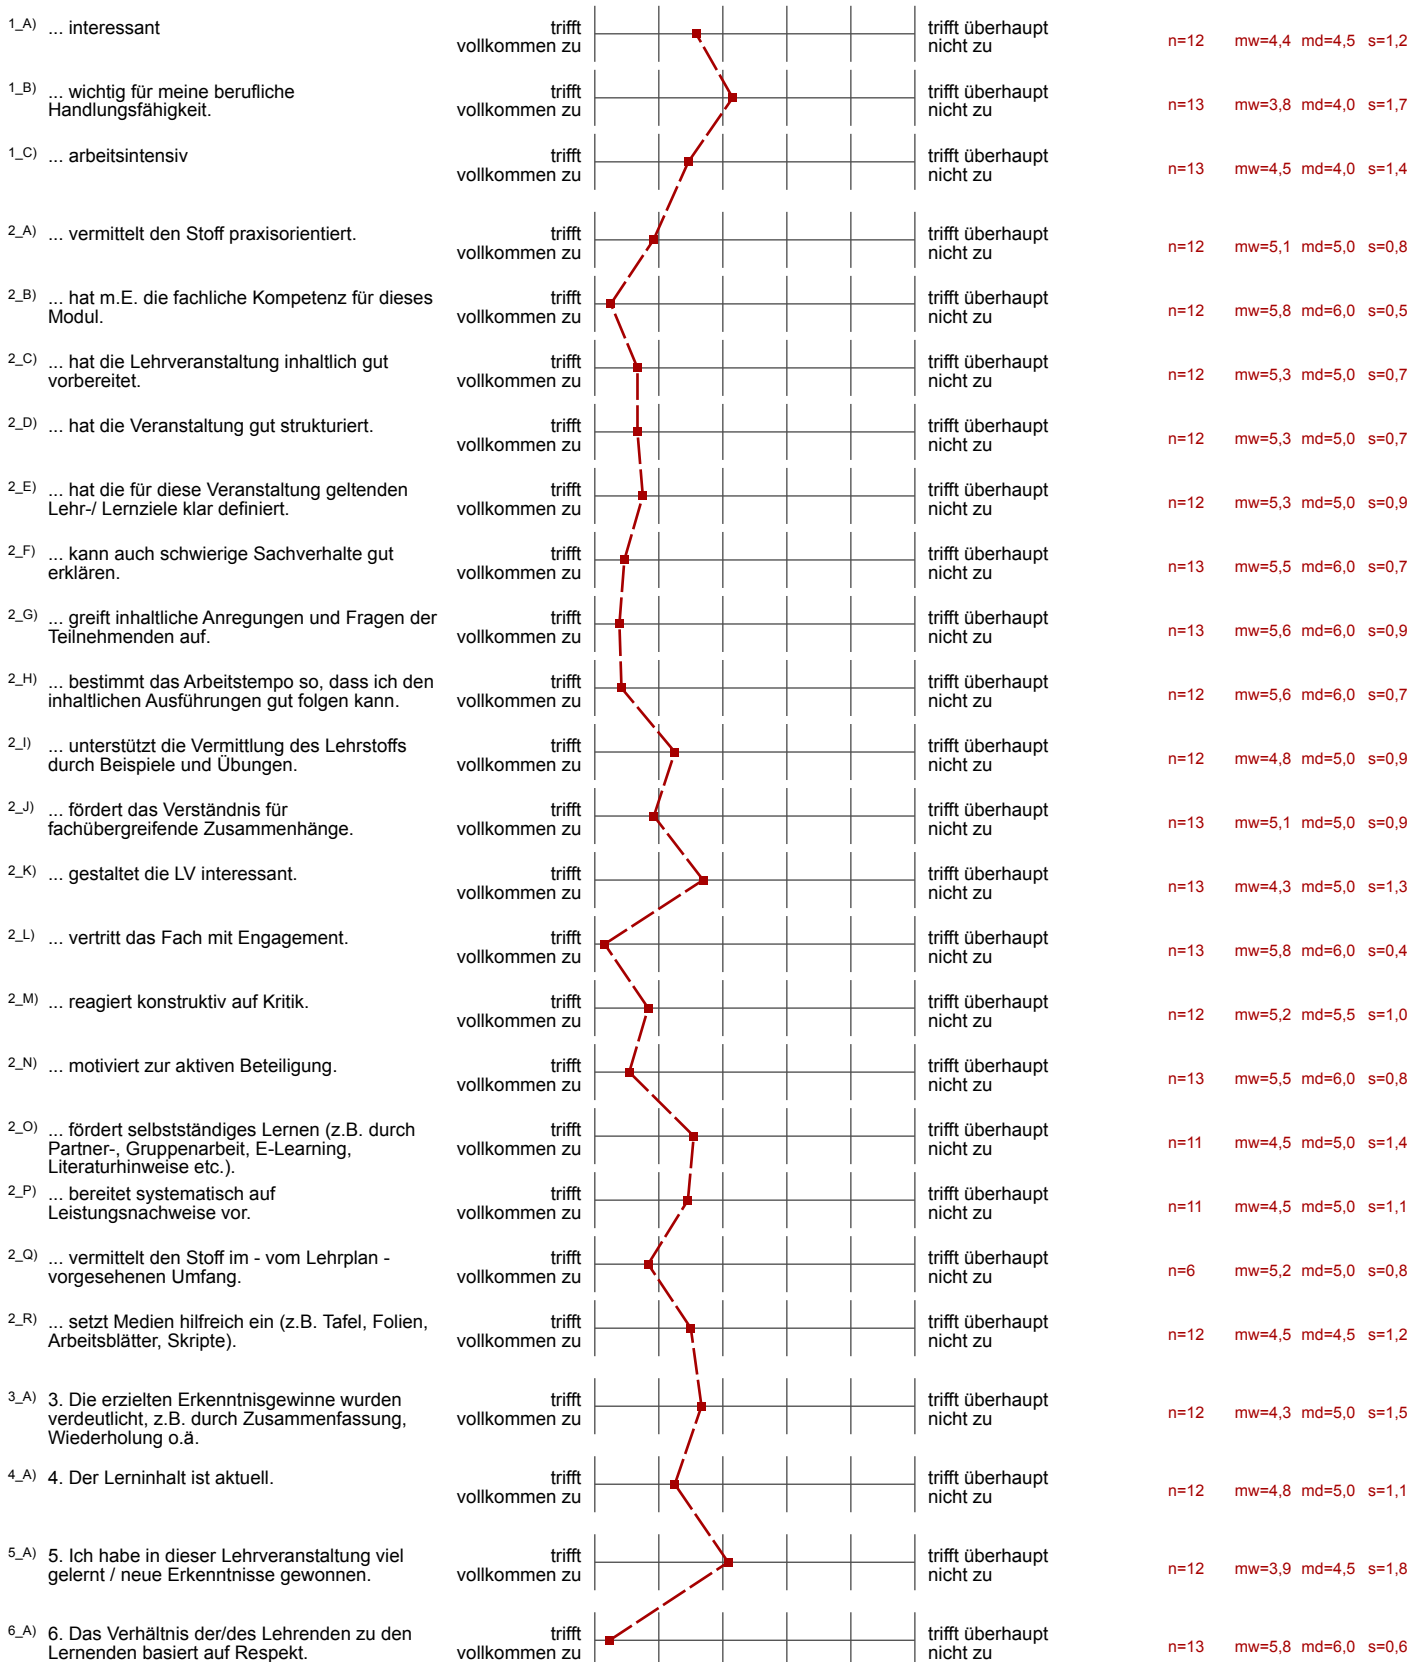 1_A) ... interessant trifft vollkommen zu trifft überhaupt nicht zu n=12 mw=4,4 md=4,5 s=1,2
1_B) ... wichtig für meine berufliche Handlungsfähigkeit. trifft vollkommen zu trifft überhaupt nicht zu n=13 mw=3,8 md=4,0 s=1,7
1_C) ... arbeitsintensiv trifft vollkommen zu trifft überhaupt nicht zu n=13 mw=4,5 md=4,0 s=1,4
2_A) ... vermittelt den Stoff praxisorientiert. trifft vollkommen zu trifft überhaupt nicht zu n=12 mw=5,1 md=5,0 s=0,8
2_B) ... hat m.E. die fachliche Kompetenz für dieses Modul. trifft vollkommen zu trifft überhaupt nicht zu n=12 mw=5,8 md=6,0 s=0,5
2_C) ... hat die Lehrveranstaltung inhaltlich gut vorbereitet. trifft vollkommen zu trifft überhaupt nicht zu n=12 mw=5,3 md=5,0 s=0,7
2_D) ... hat die Veranstaltung gut strukturiert. trifft vollkommen zu trifft überhaupt nicht zu n=12 mw=5,3 md=5,0 s=0,7
2_E) ... hat die für diese Veranstaltung geltenden Lehr-/ Lernziele klar definiert. trifft vollkommen zu trifft überhaupt nicht zu n=12 mw=5,3 md=5,0 s=0,9
2_F) ... kann auch schwierige Sachverhalte gut erklären. trifft vollkommen zu trifft überhaupt nicht zu n=13 mw=5,5 md=6,0 s=0,7
2_G) ... greift inhaltliche Anregungen und Fragen der Teilnehmenden auf. trifft vollkommen zu trifft überhaupt nicht zu n=13 mw=5,6 md=6,0 s=0,9
2_H) ... bestimmt das Arbeitstempo so, dass ich den inhaltlichen Ausführungen gut folgen kann. trifft vollkommen zu trifft überhaupt nicht zu n=12 mw=5,6 md=6,0 s=0,7
2_I) ... unterstützt die Vermittlung des Lehrstoffs durch Beispiele und Übungen. trifft vollkommen zu trifft überhaupt nicht zu n=12 mw=4,8 md=5,0 s=0,9
2_J) ... fördert das Verständnis für fachübergreifende Zusammenhänge. trifft vollkommen zu trifft überhaupt nicht zu n=13 mw=5,1 md=5,0 s=0,9
2_K) ... gestaltet die LV interessant. trifft vollkommen zu trifft überhaupt nicht zu n=13 mw=4,3 md=5,0 s=1,3
2_L) ... vertritt das Fach mit Engagement. trifft vollkommen zu trifft überhaupt nicht zu n=13 mw=5,8 md=6,0 s=0,4
2_M) ... reagiert konstruktiv auf Kritik. trifft vollkommen zu trifft überhaupt nicht zu n=12 mw=5,2 md=5,5 s=1,0
2_N) ... motiviert zur aktiven Beteiligung. trifft vollkommen zu trifft überhaupt nicht zu n=13 mw=5,5 md=6,0 s=0,8
2_O) ... fördert selbstständiges Lernen (z.B. durch Partner-, Gruppenarbeit, E-Learning, Literaturhinweise etc.). trifft vollkommen zu trifft überhaupt nicht zu n=11 mw=4,5 md=5,0 s=1,4
2_P) ... bereitet systematisch auf Leistungsnachweise vor. trifft vollkommen zu trifft überhaupt nicht zu n=11 mw=4,5 md=5,0 s=1,1
2_Q) ... vermittelt den Stoff im - vom Lehrplan - vorgesehenen Umfang. trifft vollkommen zu trifft überhaupt nicht zu n=6 mw=5,2 md=5,0 s=0,8
2_R) ... setzt Medien hilfreich ein (z.B. Tafel, Folien, Arbeitsblätter, Skripte). trifft vollkommen zu trifft überhaupt nicht zu n=12 mw=4,5 md=4,5 s=1,2
3_A) 3. Die erzielten Erkenntnisgewinne wurden verdeutlicht, z.B. durch Zusammenfassung, Wiederholung o.ä. trifft vollkommen zu trifft überhaupt nicht zu n=12 mw=4,3 md=5,0 s=1,5
4_A) 4. Der Lerninhalt ist aktuell. trifft vollkommen zu trifft überhaupt nicht zu n=12 mw=4,8 md=5,0 s=1,1
5_A) 5. Ich habe in dieser Lehrveranstaltung viel gelernt / neue Erkenntnisse gewonnen. trifft vollkommen zu trifft überhaupt nicht zu n=12 mw=3,9 md=4,5 s=1,8
6_A) 6. Das Verhältnis der/des Lehrenden zu den Lernenden basiert auf Respekt. trifft vollkommen zu trifft überhaupt nicht zu n=13 mw=5,8 md=6,0 s=0,6